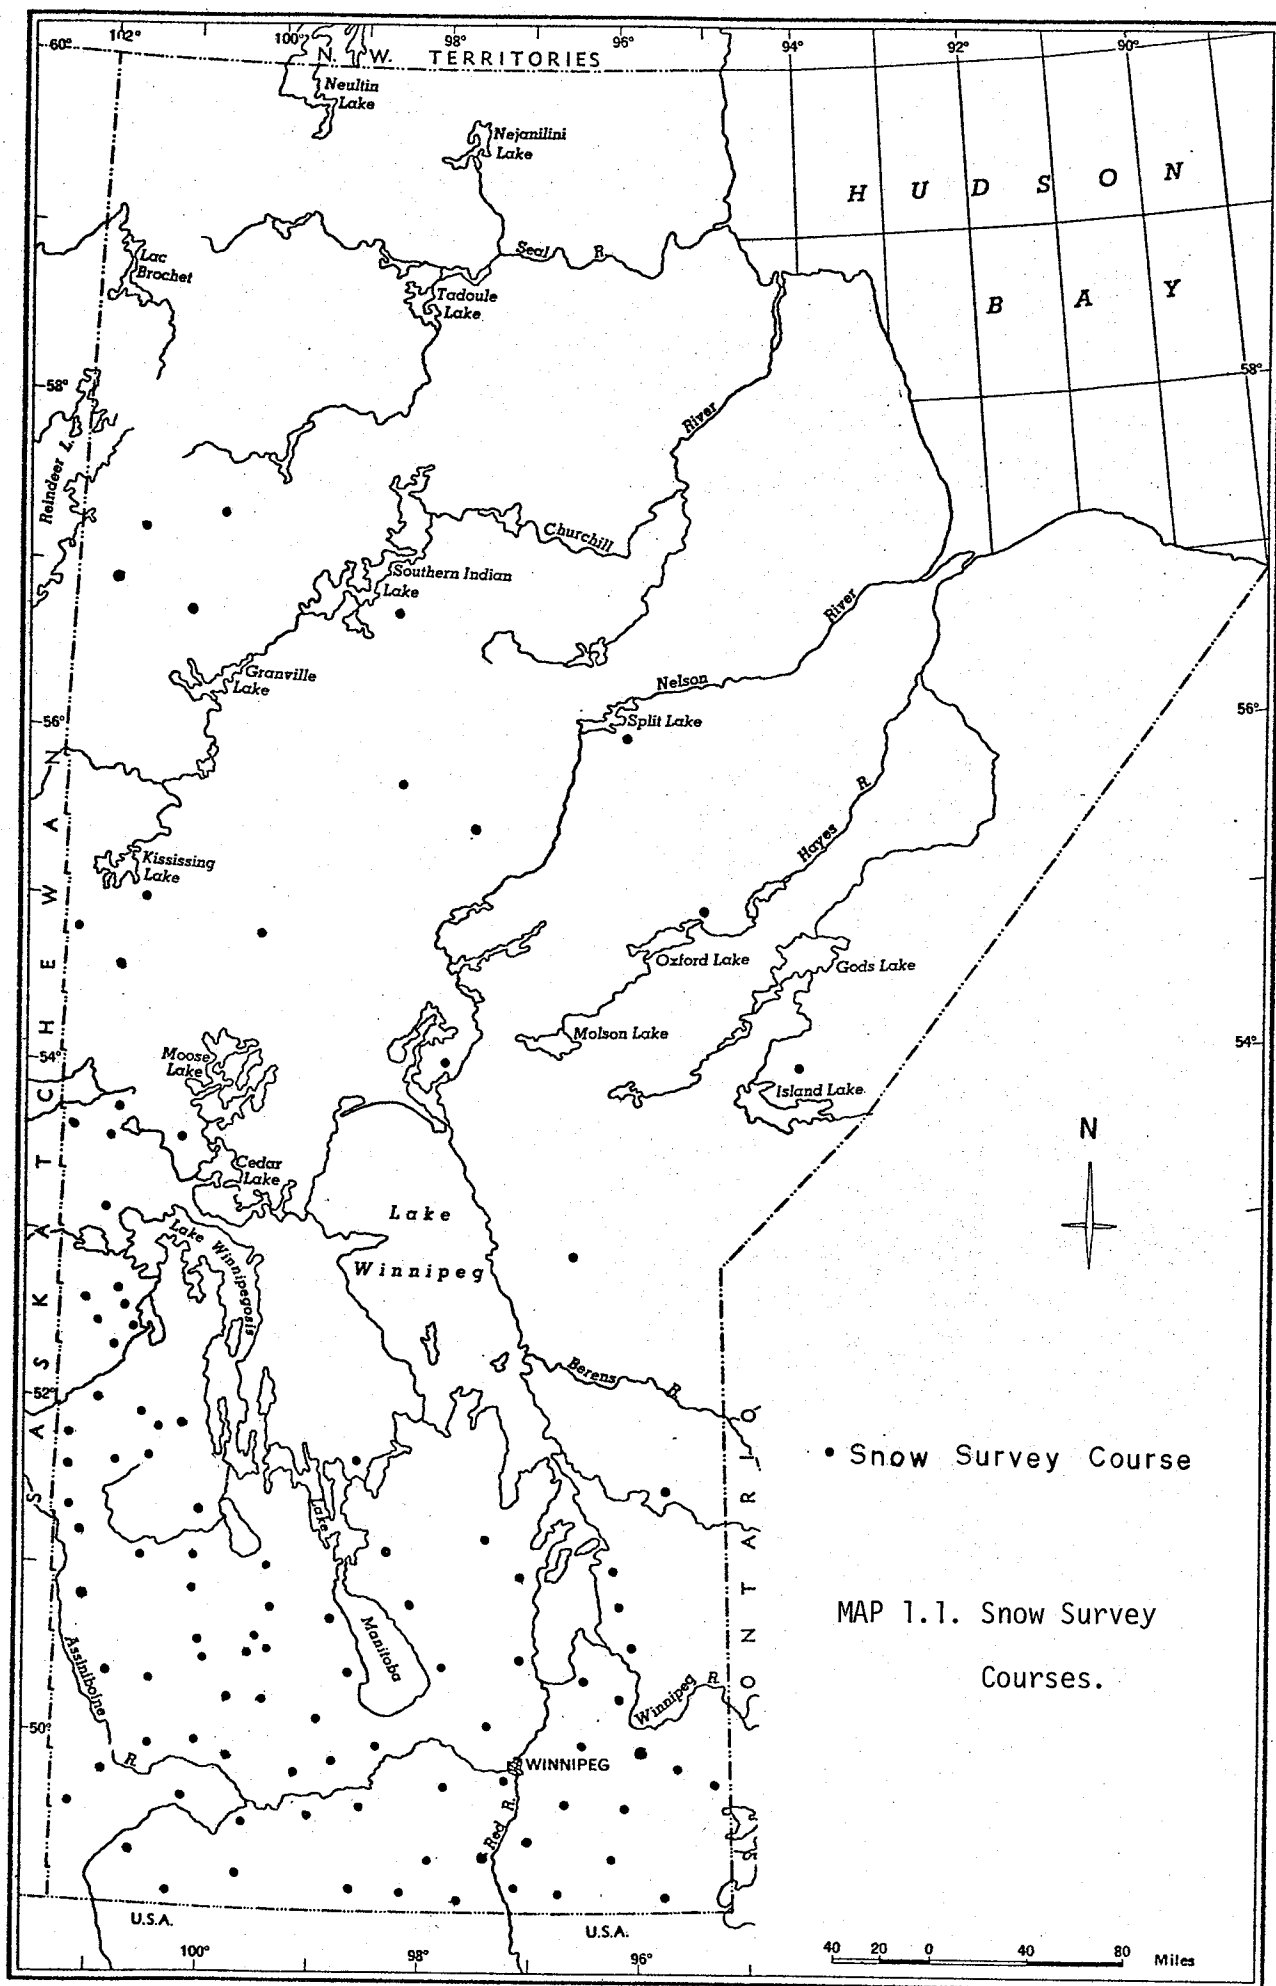 60° 102° 100° 98° 96° 94° 92° 90°
N. W. TERRITORIES
Neultin
Lake
Nejanilini
Lake
HUDSON
BAY
Lac
Brochet
Seal R.
Tadoule
Lake
58° 58°
Reindeer L.
River
Churchill
Southern Indian
Lake
River
Granville
Lake
Nelson
Split Lake
56° 56°
Hayes R.
Kississing
Lake
Oxford Lake
Gods Lake
Molson Lake
54° 54°
Moose
Lake
Island Lake
N
Cedar
Lake
Lake
Winnipeg
Lake Winnipegosis
SASKATCHEWAN
Berens R.
52°
• Snow Survey Course
ONTARIO
Lake
Manitoba
MAP 1.1. Snow Survey
Courses.
Assiniboine
R.
Winnipeg R.
50°
WINNIPEG
Red R.
U.S.A. U.S.A.
100° 98° 96°
40 20 0 40 80 Miles